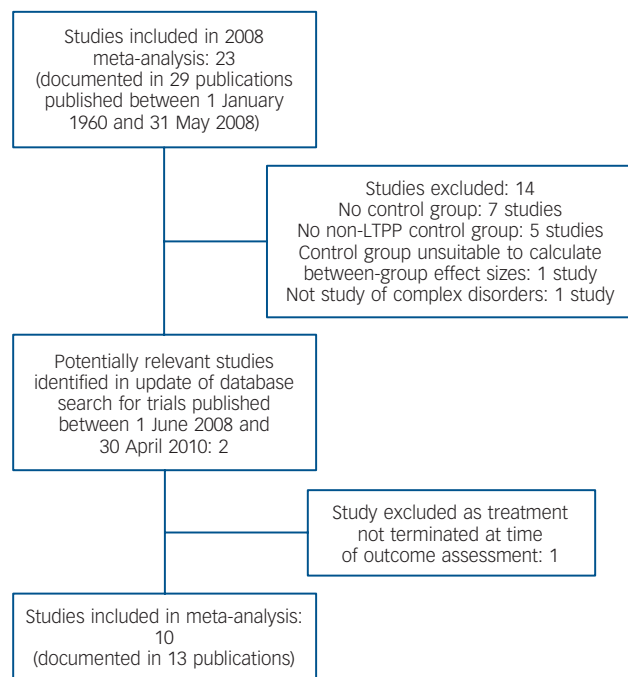 Studies included in 2008
meta-analysis: 23
(documented in 29 publications
published between 1 January
1960 and 31 May 2008)
Studies excluded: 14
No control group: 7 studies
No non-LTPP control group: 5 studies
Control group unsuitable to calculate
between-group effect sizes: 1 study
Not study of complex disorders: 1 study
Potentially relevant studies
identified in update of database
search for trials published
between 1 June 2008 and
30 April 2010: 2
Study excluded as treatment
not terminated at time
of outcome assessment: 1
Studies included in meta-analysis:
10
(documented in 13 publications)